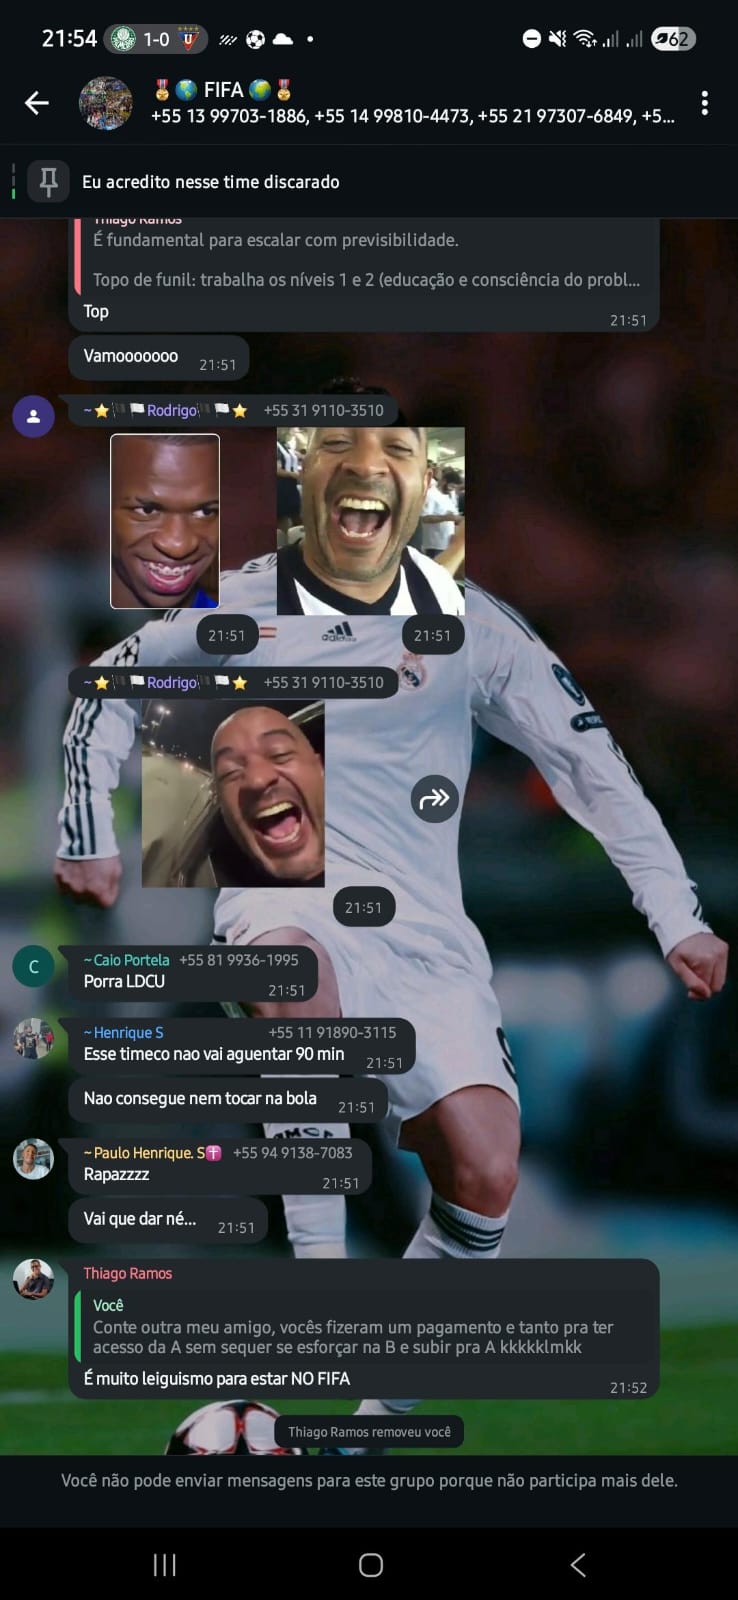 21:54 1-0 62
FIFA
+55 13 99703-1886, +55 14 99810-4473, +55 21 97307-6849, +5...
Eu acredito nesse time discarado
Thiago Ramos
É fundamental para escalar com previsibilidade.
Topo de funil: trabalha os níveis 1 e 2 (educação e consciência do probl...
Top
21:51
Vamooooooo 21:51
~⭐🏴🏳Rodrigo🏴🏳⭐ +55 31 9110-3510
21:51 21:51
adidas
~⭐🏴🏳Rodrigo🏴🏳⭐ +55 31 9110-3510
21:51
C
~Caio Portela +55 81 9936-1995
Porra LDCU
21:51
~Henrique S +55 11 91890-3115
Esse timeco nao vai aguentar 90 min 21:51
Nao consegue nem tocar na bola 21:51
~Paulo Henrique. S✝️ +55 94 9138-7083
Rapazzzz
21:51
Vai que dar né... 21:51
Thiago Ramos
Você
Conte outra meu amigo, vocês fizeram um pagamento e tanto pra ter
acesso da A sem sequer se esforçar na B e subir pra A kkkkklmkk
É muito leiguismo para estar NO FIFA
21:52
Thiago Ramos removeu você
Você não pode enviar mensagens para este grupo porque não participa mais dele.